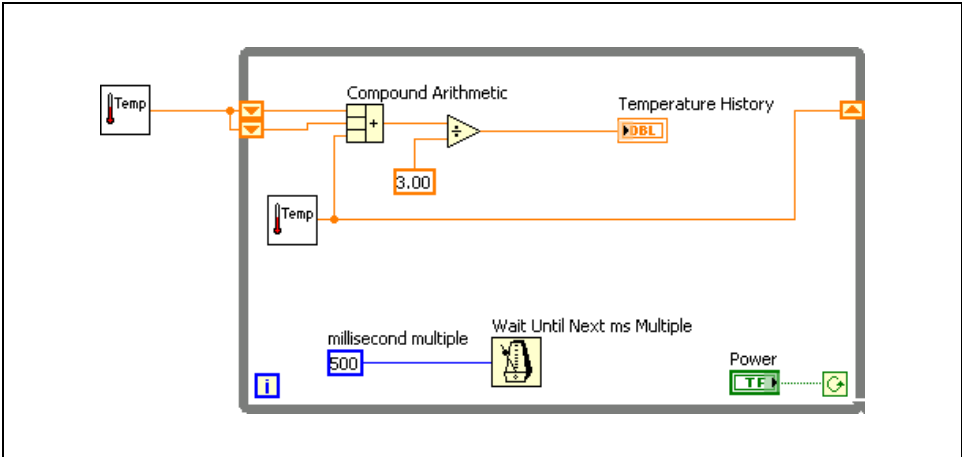 Temp
Compound Arithmetic
+
÷
3.00
Temperature History
DBL
Temp
millisecond multiple
500
Wait Until Next ms Multiple
Power
TF
i